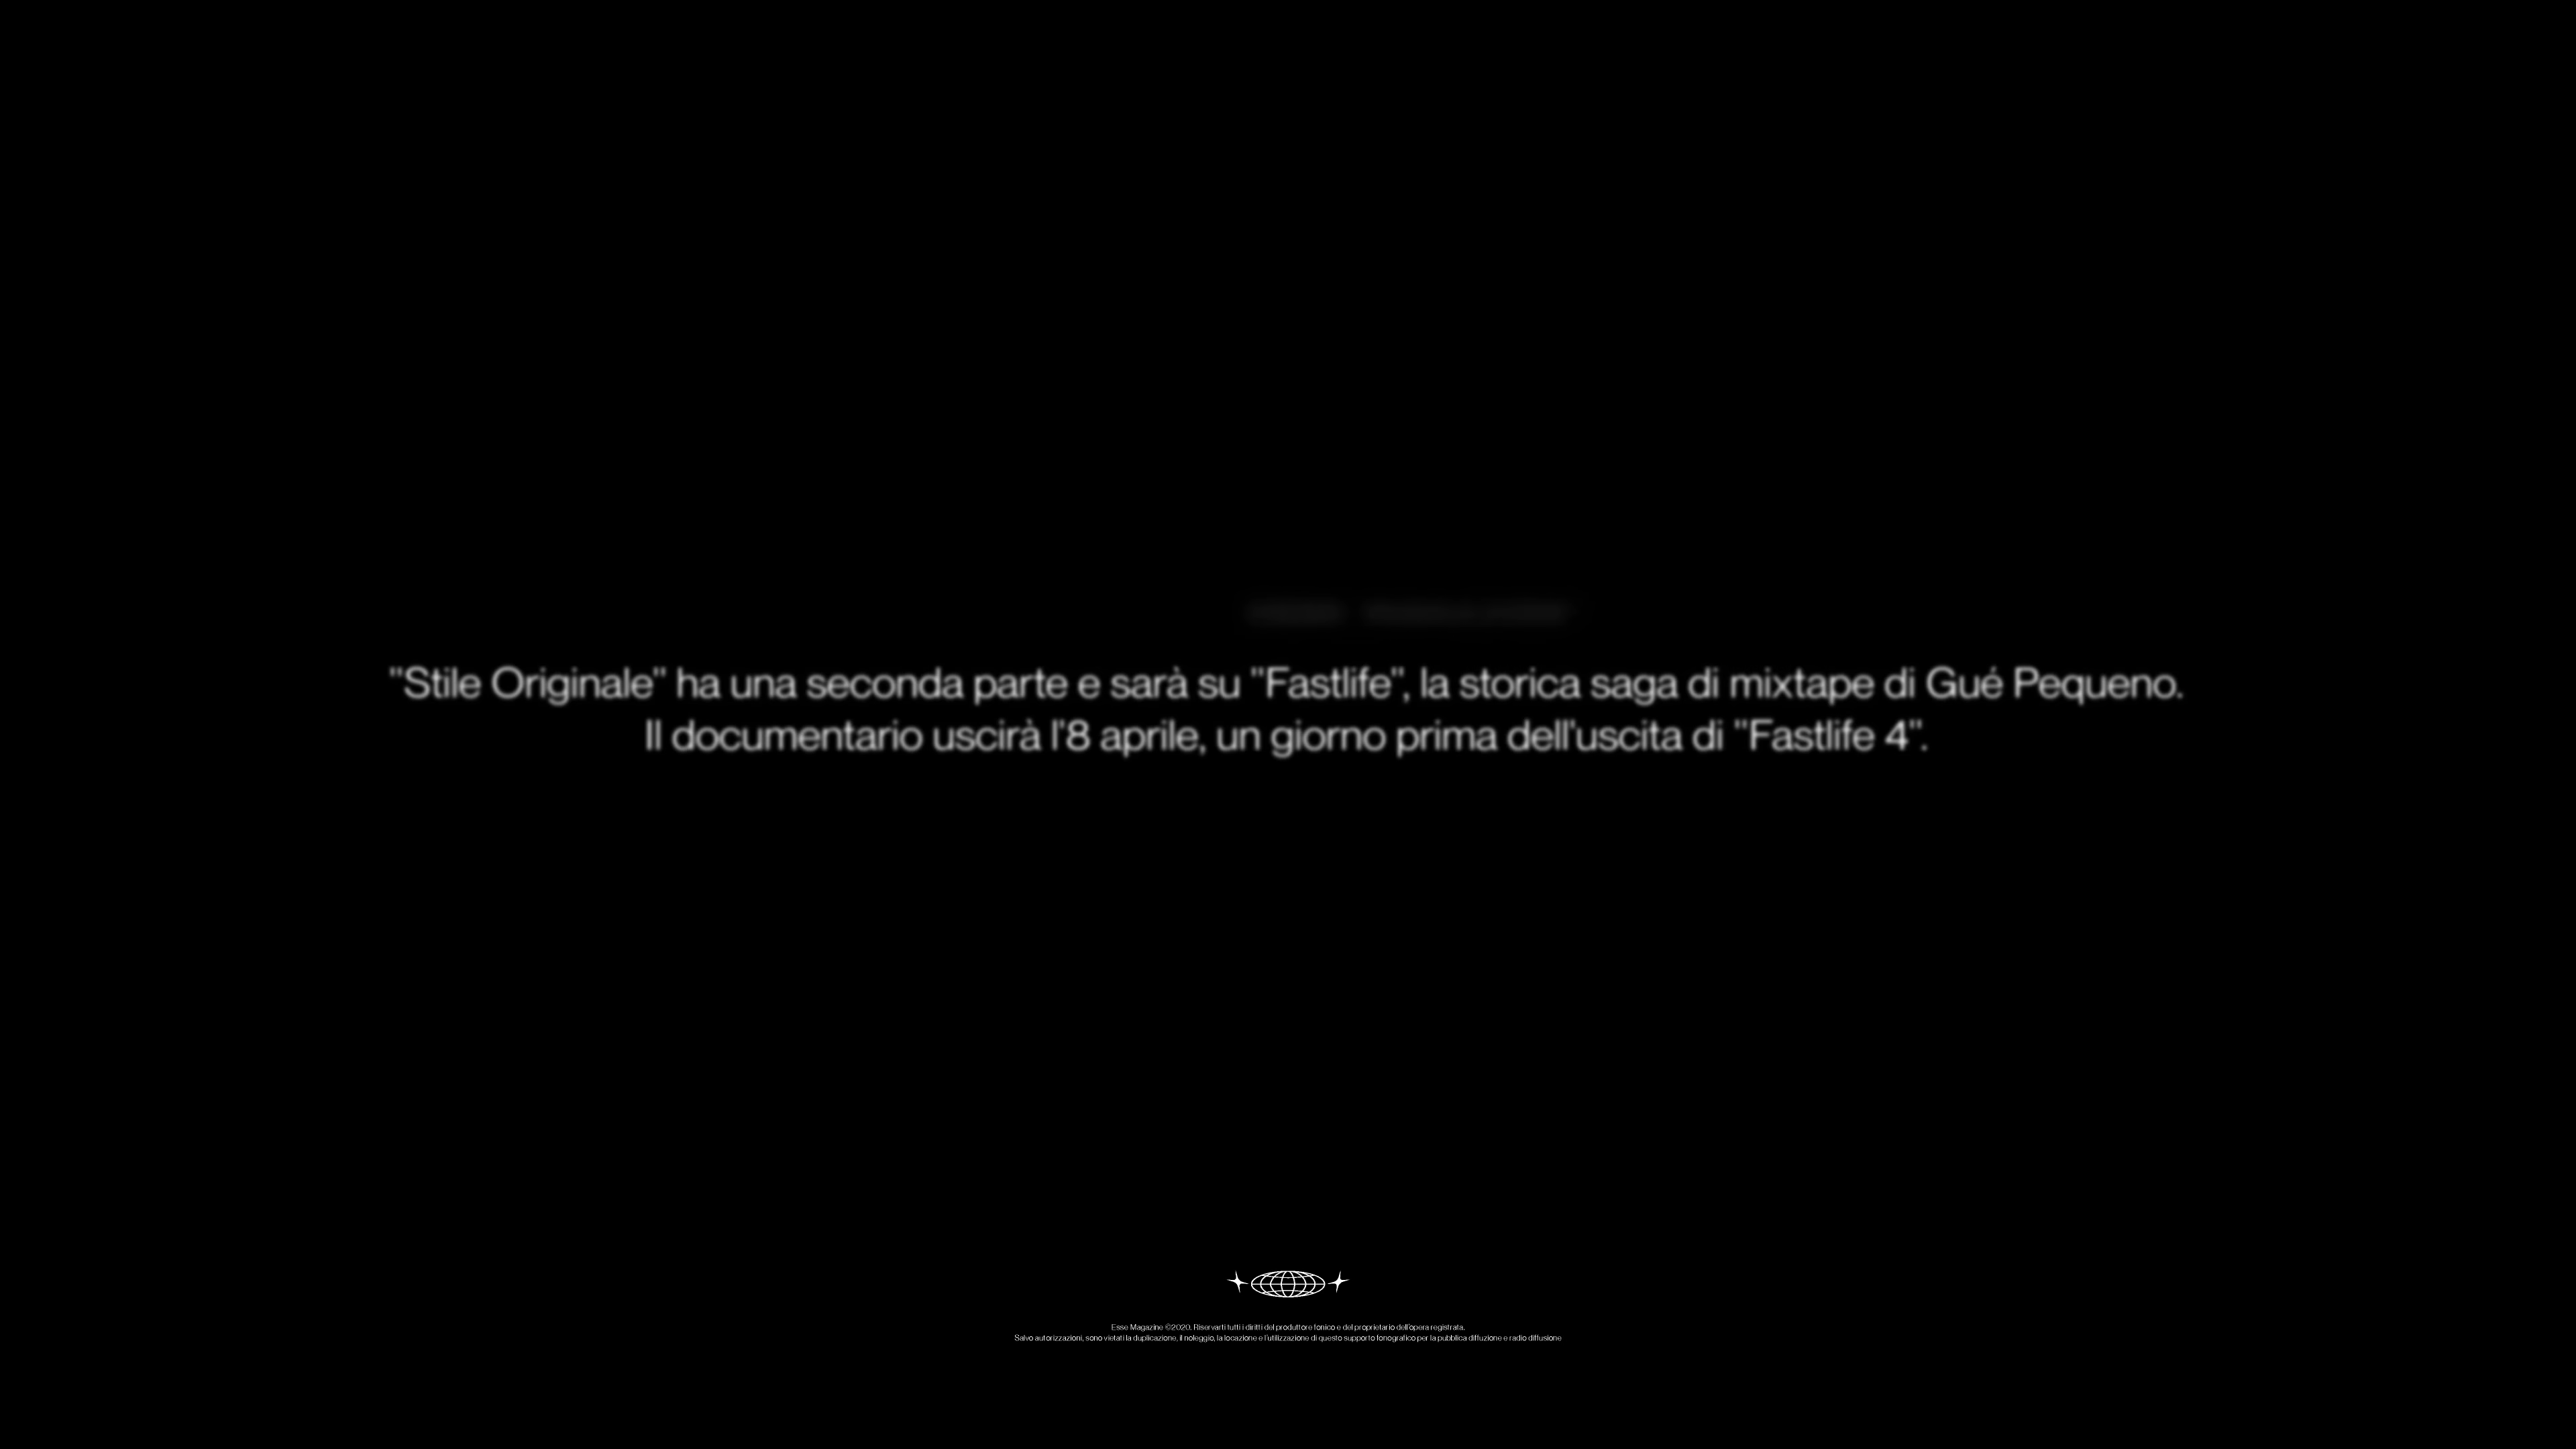 "Stile Originale" ha una seconda parte e sarà su "Fastlife", la storica saga di mixtape di Gué Pequeno.
Il documentario uscirà l'8 aprile, un giorno prima dell'uscita di "Fastlife 4".
Esse Magazine ©2020. Riservarti tutti i diritti del produttore fonico e del proprietario dell'opera registrata.
Salvo autorizzazioni, sono vietati la duplicazione, il noleggio, la locazione e l'utilizzazione di questo supporto fonografico per la pubblica diffuzione e radio diffusione